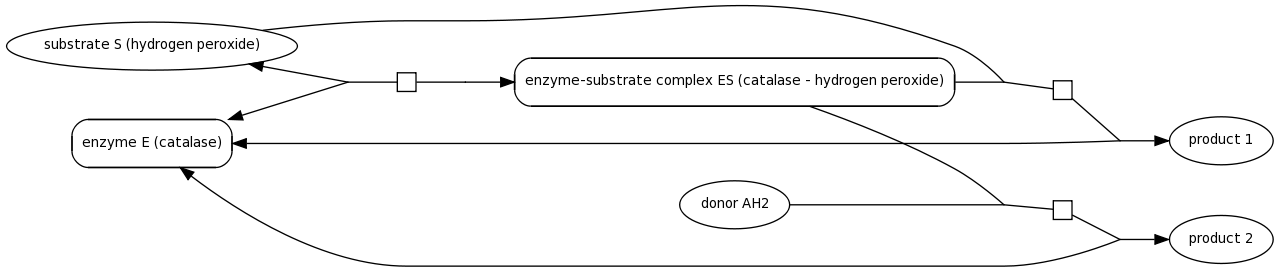 substrate S (hydrogen peroxide)
enzyme-substrate complex ES (catalase - hydrogen peroxide)
enzyme E (catalase)
product 1
donor AH2
product 2